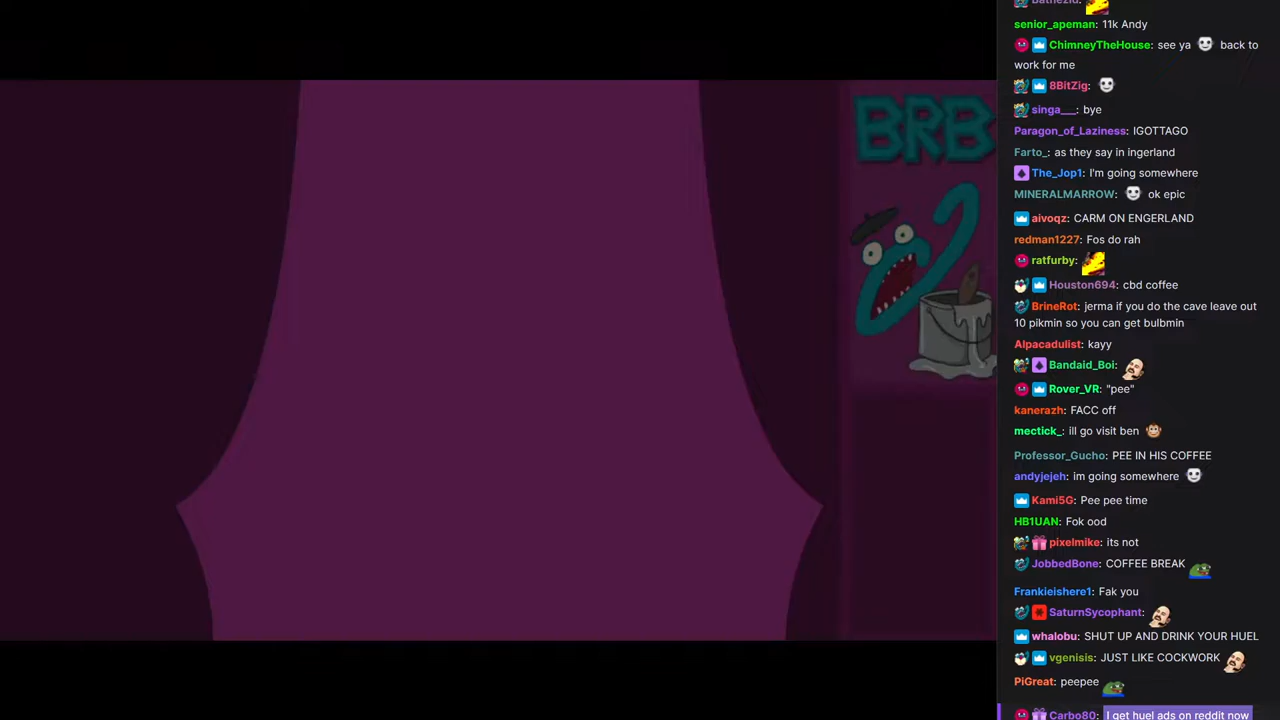 BRB
Bathezid:
senior_apeman: 11k Andy
ChimneyTheHouse: see ya back to
work for me
8BitZig:
singa___: bye
Paragon_of_Laziness: IGOTTAGO
Farto_: as they say in ingerland
The_Jop1: I'm going somewhere
MINERALMARROW: ok epic
aivoqz: CARM ON ENGERLAND
redman1227: Fos do rah
ratfurby:
Houston694: cbd coffee
BrineRot: jerma if you do the cave leave out
10 pikmin so you can get bulbmin
Alpacadulist: kayy
Bandaid_Boi:
Rover_VR: "pee"
kanerazh: FACC off
mectick_: ill go visit ben
Professor_Gucho: PEE IN HIS COFFEE
andyjejeh: im going somewhere
Kami5G: Pee pee time
HB1UAN: Fok ood
pixelmike: its not
JobbedBone: COFFEE BREAK
Frankieishere1: Fak you
SaturnSycophant:
whalobu: SHUT UP AND DRINK YOUR HUEL
vgenisis: JUST LIKE COCKWORK
PiGreat: peepee
Carbo80: I get huel ads on reddit now